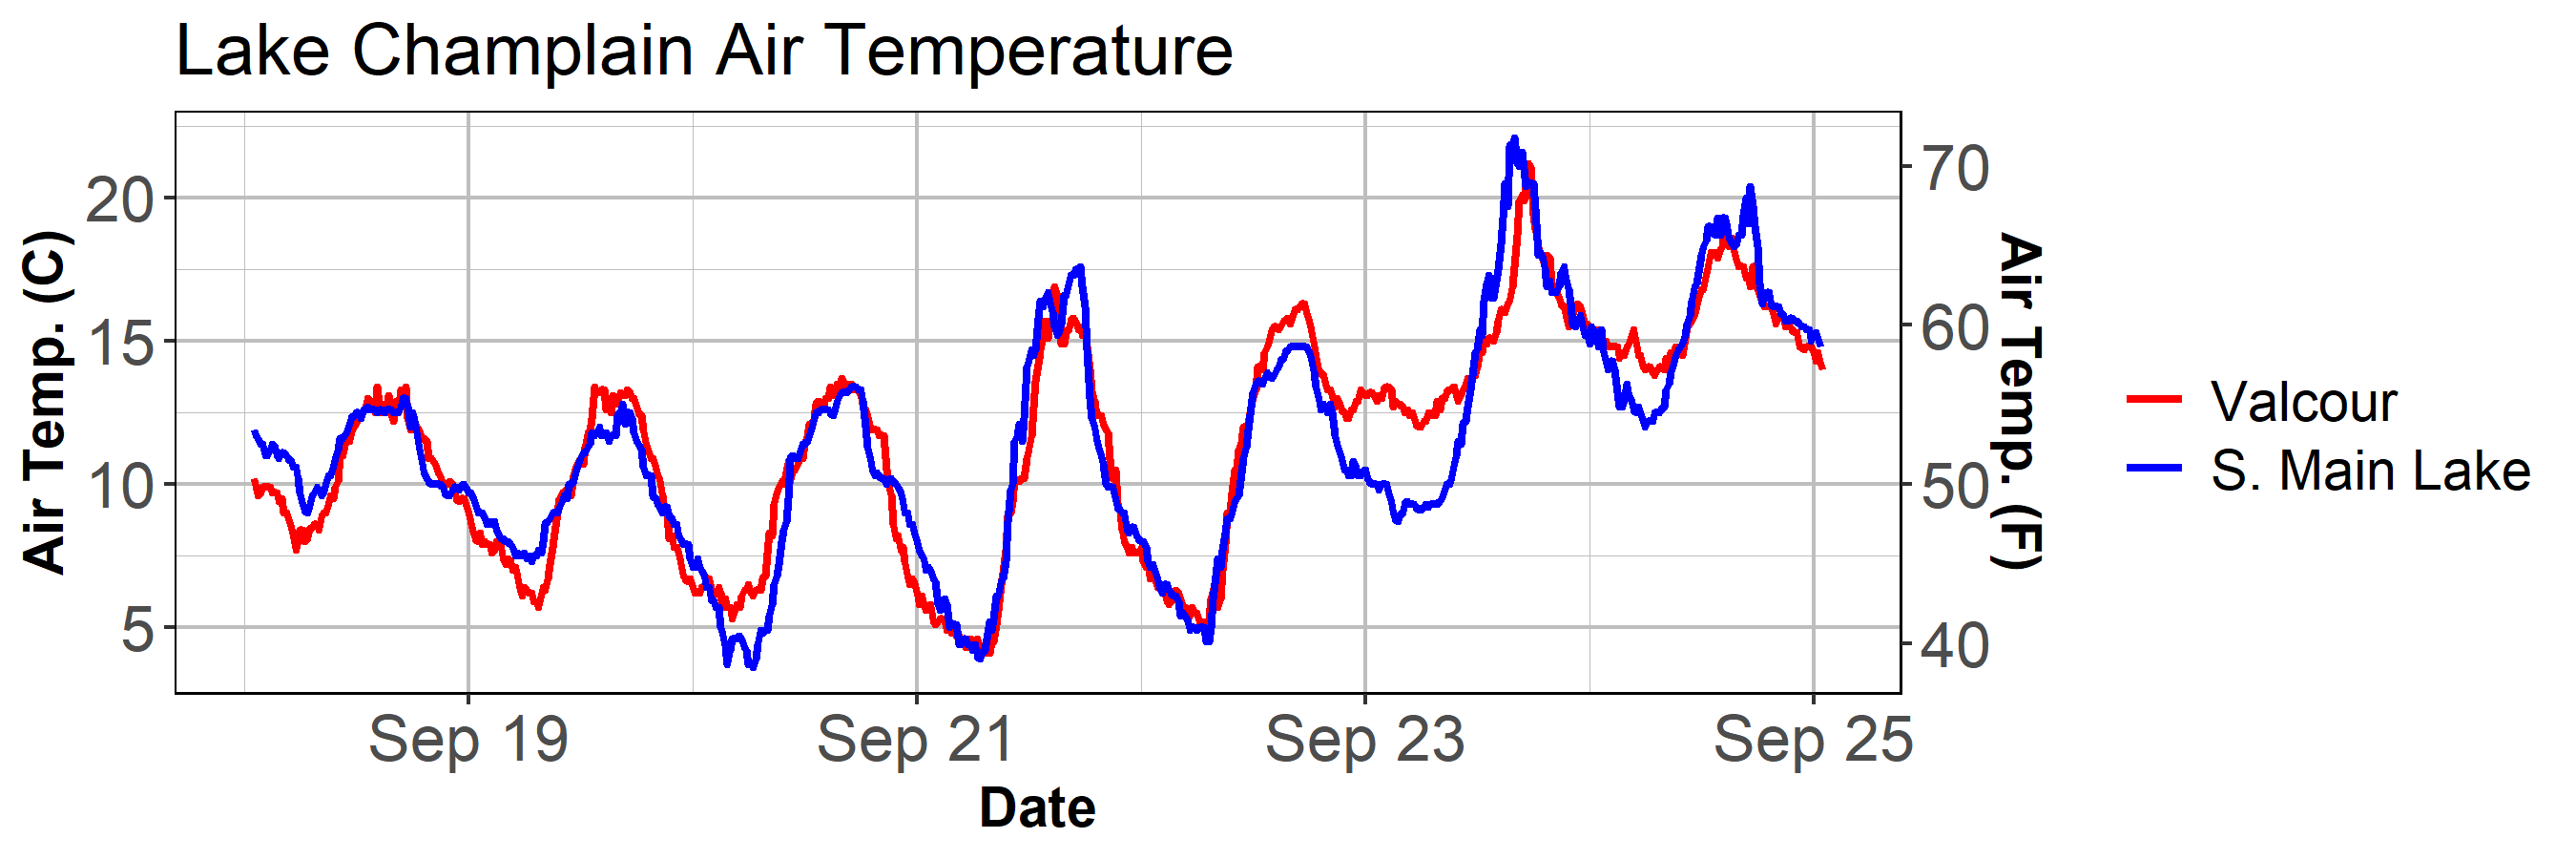 Lake Champlain Air Temperature
Air Temp. (C)
20
15
10
5
70
60
50
40
Air Temp. (F)
Sep 19
Sep 21
Sep 23
Sep 25
Date
Valcour
S. Main Lake